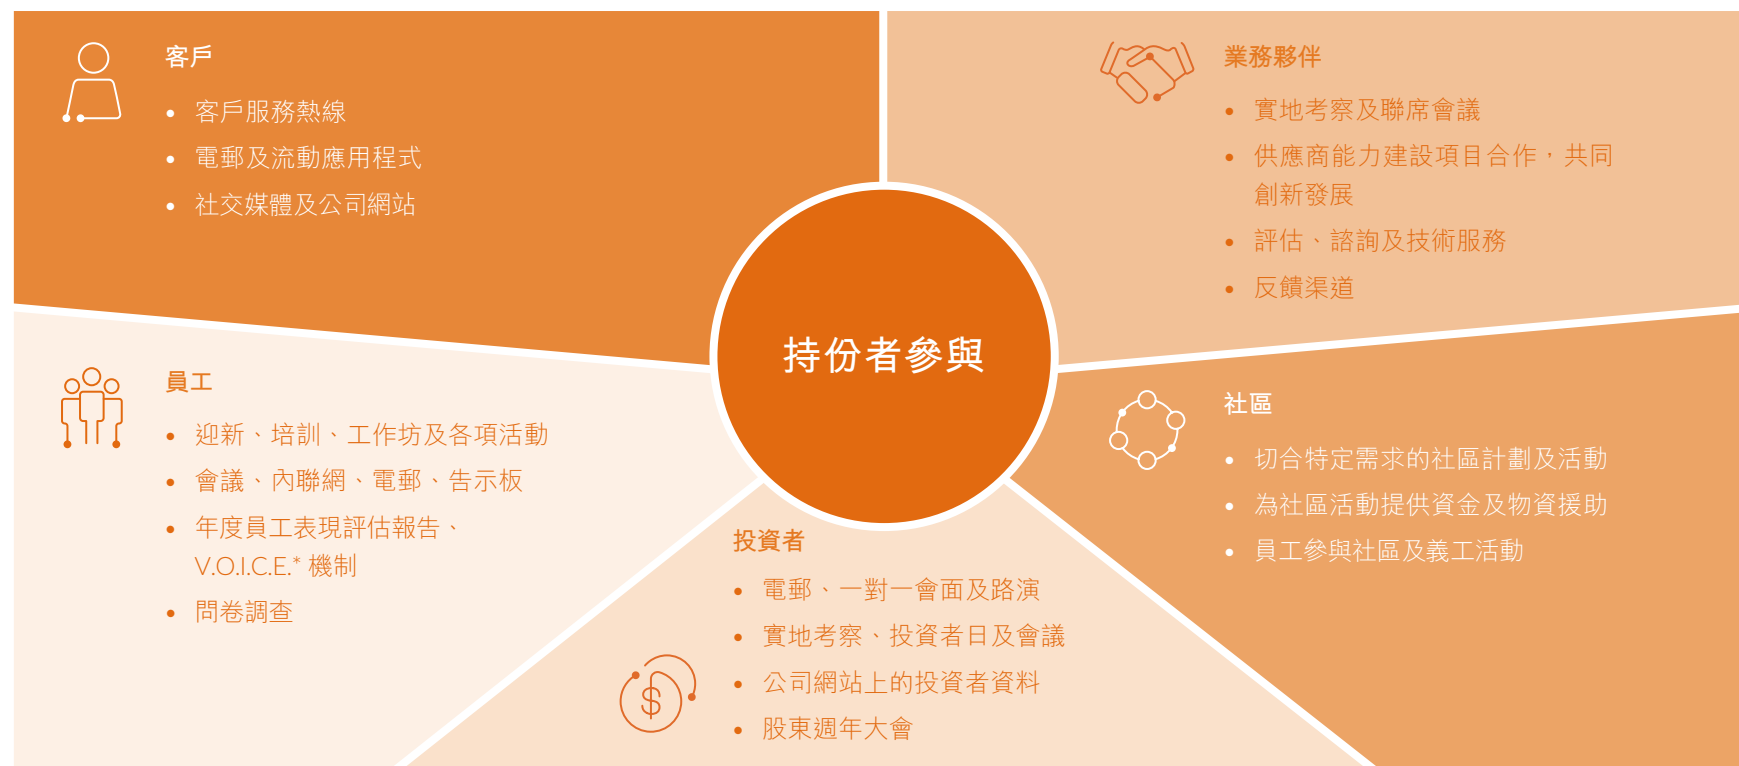 客戶
• 客戶服務熱線
• 電郵及流動應用程式
• 社交媒體及公司網站
業務夥伴
• 實地考察及聯席會議
• 供應商能力建設項目合作，共同
創新發展
• 評估、諮詢及技術服務
• 反饋渠道
持份者參與
員工
• 迎新、培訓、工作坊及各項活動
• 會議、內聯網、電郵、告示板
• 年度員工表現評估報告、
V.O.I.C.E.* 機制
• 問卷調查
投資者
• 電郵、一對一會面及路演
• 實地考察、投資者日及會議
• 公司網站上的投資者資料
• 股東週年大會
社區
• 切合特定需求的社區計劃及活動
• 為社區活動提供資金及物資援助
• 員工參與社區及義工活動